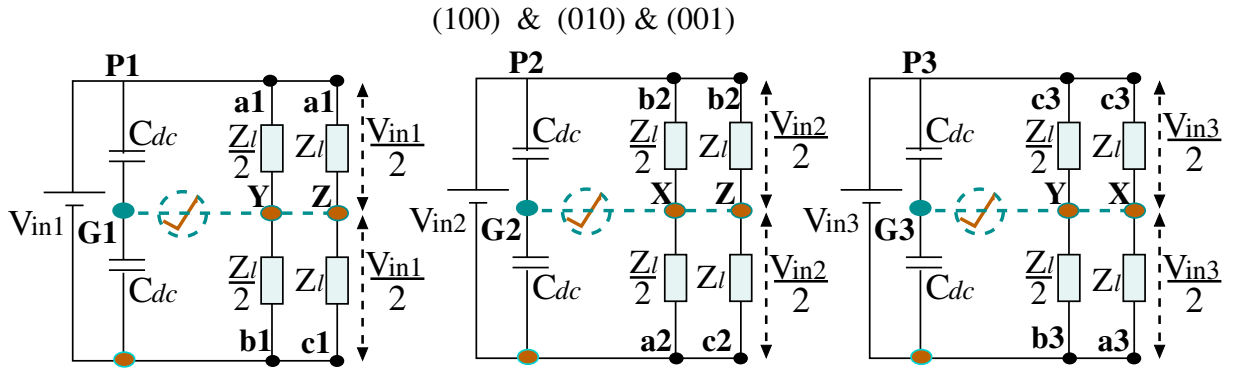 (100) & (010) & (001)
P1
a1 a1
Cdc
Zl/2
Zl
Vin1/2
Y
Z
Vin1
G1
Cdc
Zl/2
Zl
Vin1/2
b1 c1
P2
b2 b2
Cdc
Zl/2
Zl
Vin2/2
X
Z
Vin2
G2
Cdc
Zl/2
Zl
Vin2/2
a2 c2
P3
c3 c3
Cdc
Zl/2
Zl
Vin3/2
Y
X
Vin3
G3
Cdc
Zl/2
Zl
Vin3/2
b3 a3